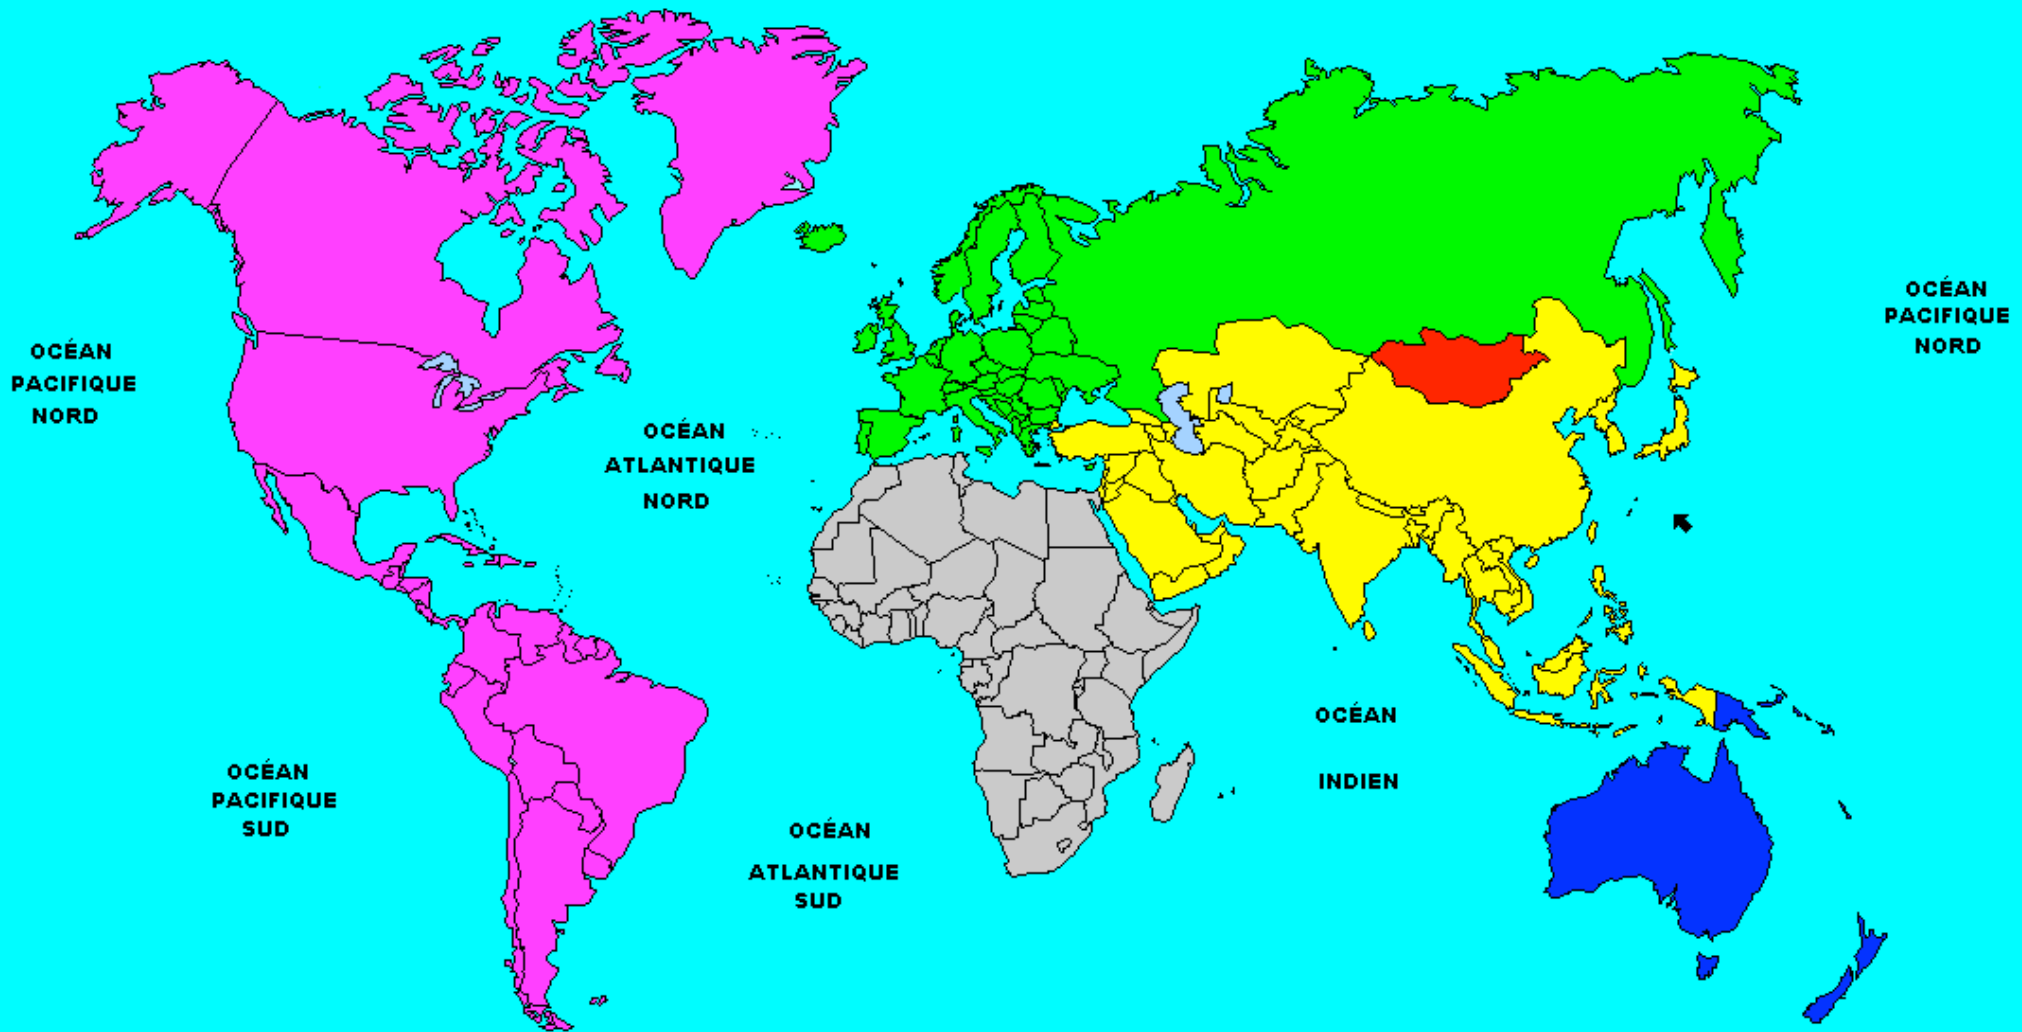 OCÉAN
PACIFIQUE
NORD
OCÉAN
PACIFIQUE
NORD
OCÉAN
ATLANTIQUE
NORD
OCÉAN
INDIEN
OCÉAN
PACIFIQUE
SUD
OCÉAN
ATLANTIQUE
SUD